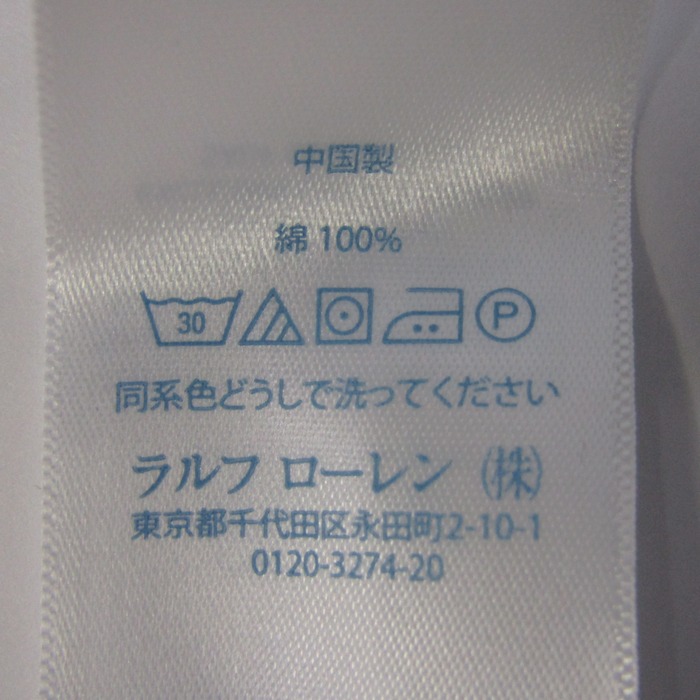 中国製
綿 100%
30 P
同系色どうしで洗ってください
ラルフ ローレン (株)
東京都千代田区永田町2-10-1
0120-3274-20